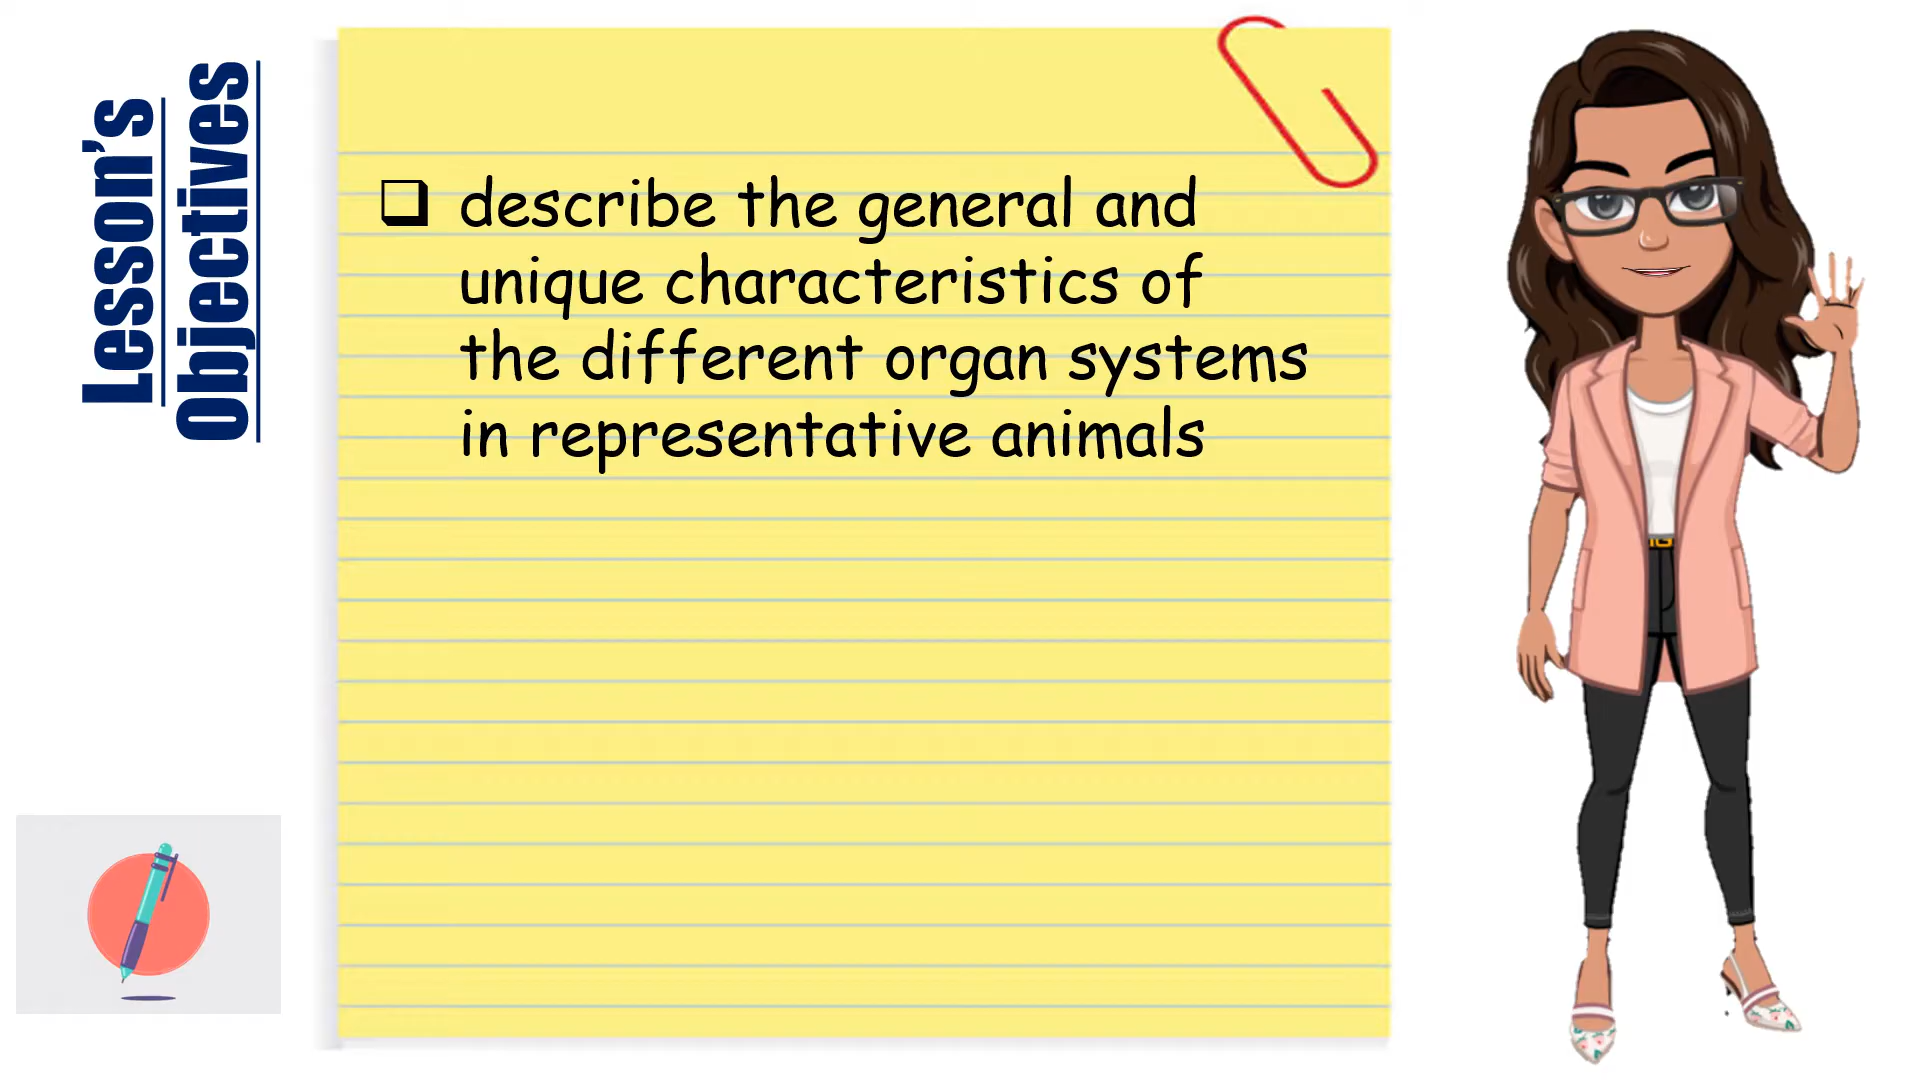 Lesson's
Objectives
describe the general and
unique characteristics of
the different organ systems
in representative animals